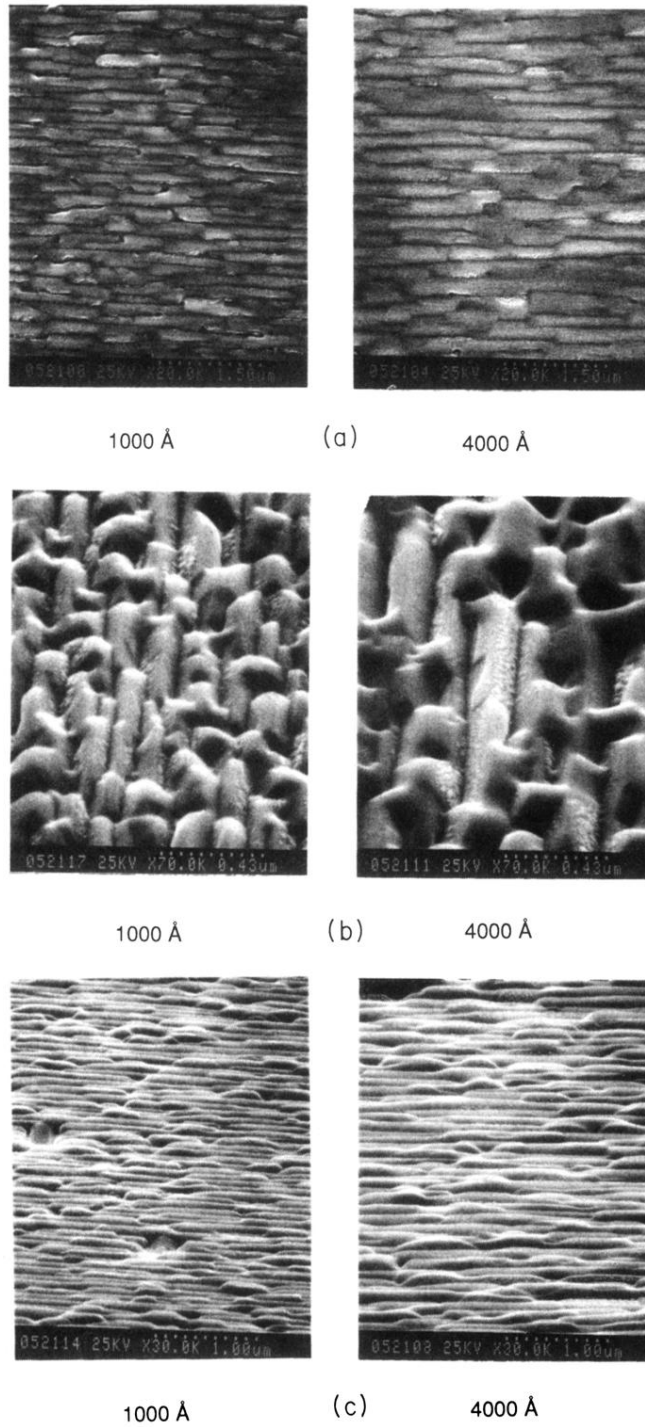 052108 25KV X20.0K 1.50um
052104 25KV X20.0K 1.50um
1000 Å (a) 4000 Å
052117 25KV X70.0K 0.43um
052111 25KV X70.0K 0.43um
1000 Å (b) 4000 Å
052114 25KV X30.0K 1.00um
25KV X30.0K 1.00um
1000 Å (c) 4000 Å